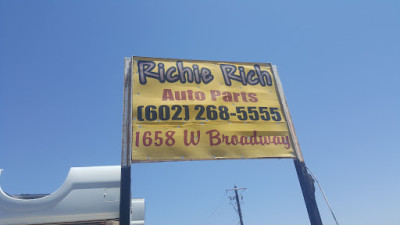 Richie Rich
Auto Parts
(602) 268-5555
1658 W Broadway